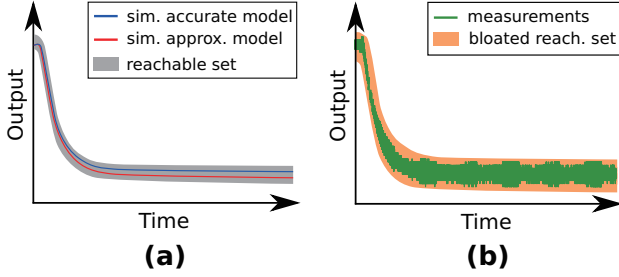 sim. accurate model
sim. approx. model
reachable set
Output
Time
(a)
measurements
bloated reach. set
Output
Time
(b)